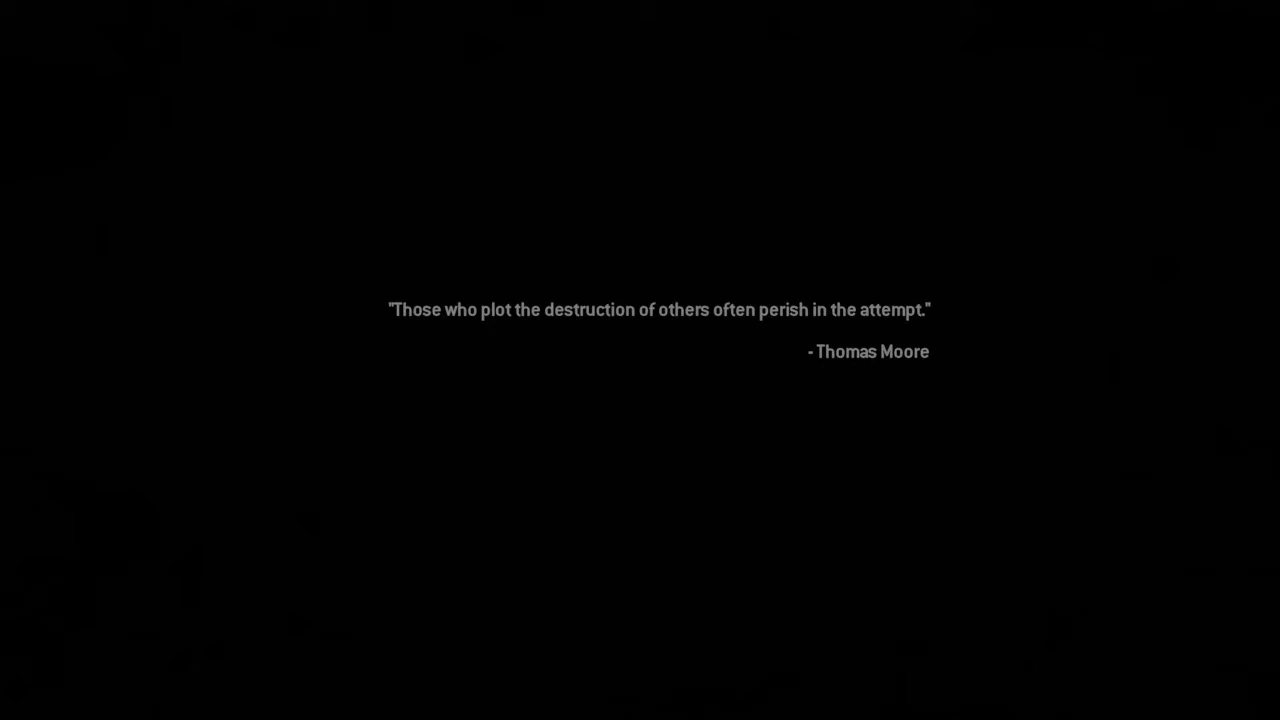 "Those who plot the destruction of others often perish in the attempt."
- Thomas Moore